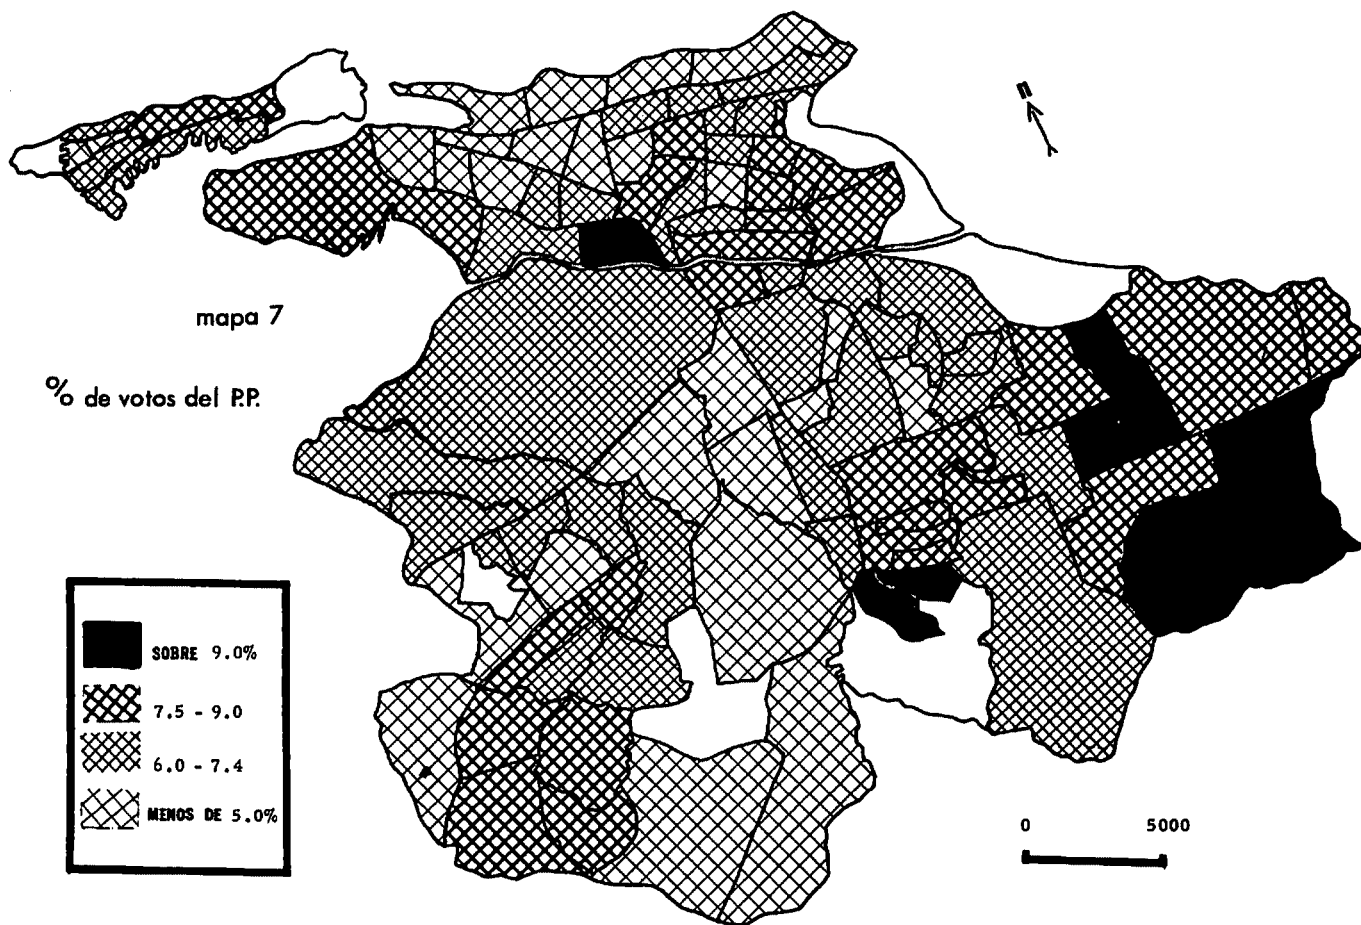 n
mapa 7
% de votos del P.P.
SOBRE 9.0%
7.5 - 9.0
6.0 - 7.4
MENOS DE 5.0%
0 5000